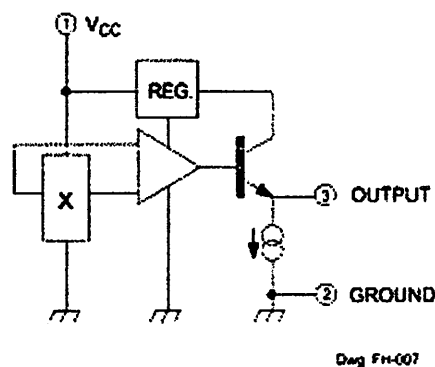 1 VCC
REG.
X
3 OUTPUT
2 GROUND
Dwg FH-007